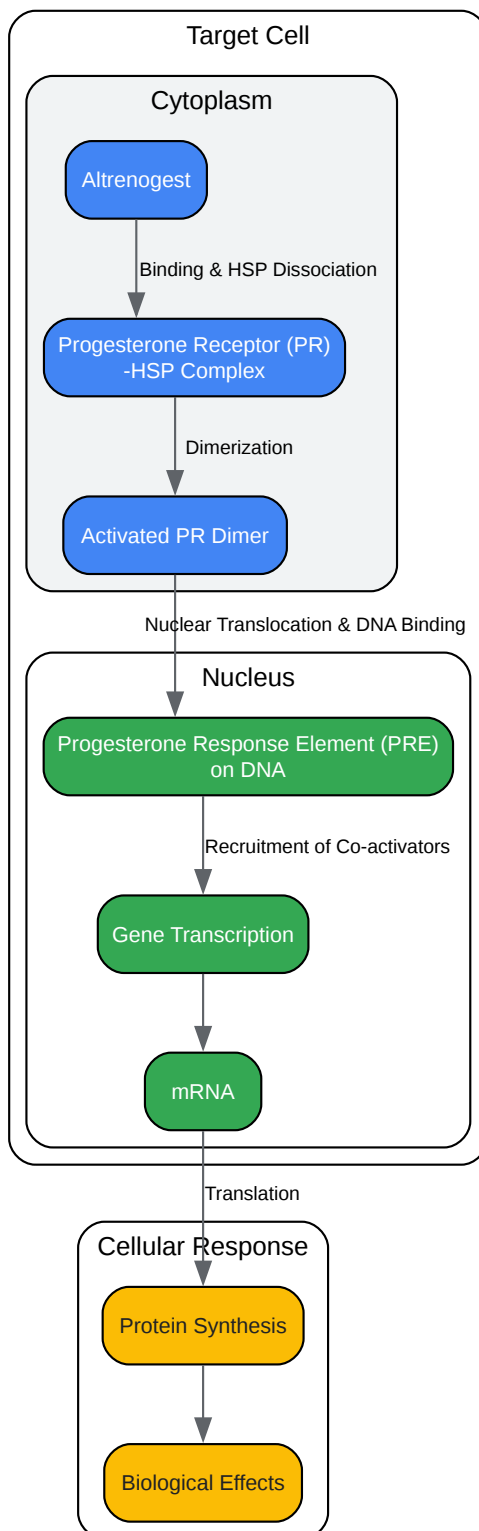 Target Cell
Cytoplasm
Altrenogest
Binding & HSP Dissociation
Progesterone Receptor (PR)
-HSP Complex
Dimerization
Activated PR Dimer
Nuclear Translocation & DNA Binding
Nucleus
Progesterone Response Element (PRE)
on DNA
Recruitment of Co-activators
Gene Transcription
mRNA
Translation
Cellular Response
Protein Synthesis
Biological Effects